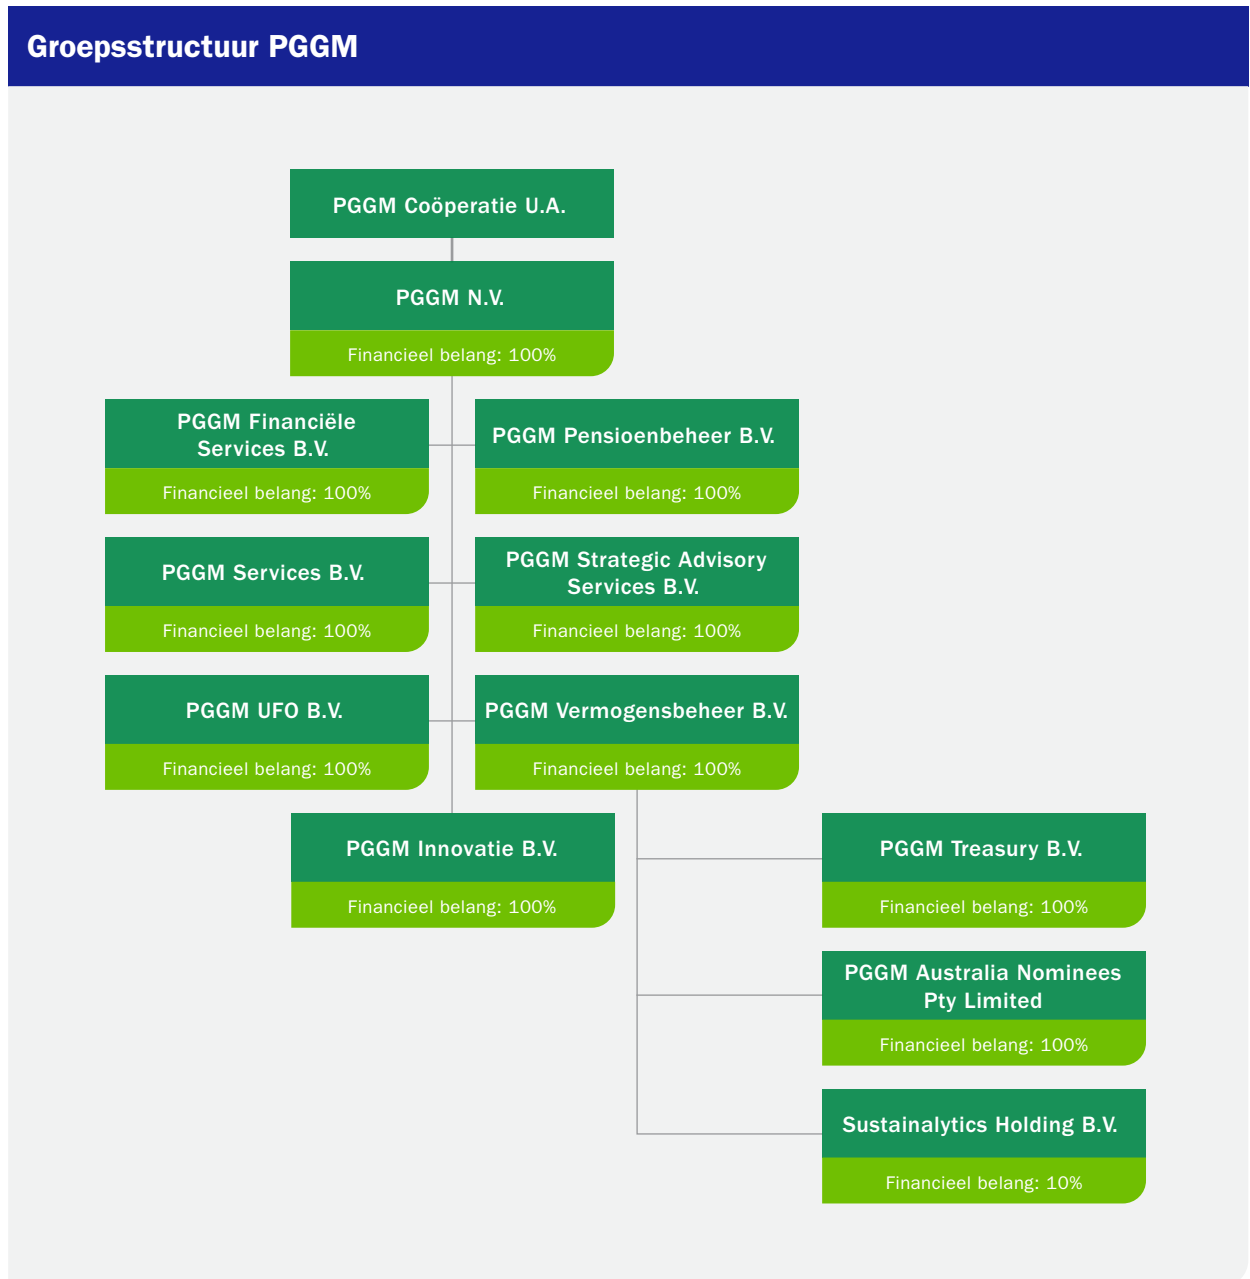 Groepsstructuur PGGM
PGGM Coöperatie U.A.
PGGM N.V.
Financieel belang: 100%
PGGM Financiële
Services B.V.
Financieel belang: 100%
PGGM Pensioenbeheer B.V.
Financieel belang: 100%
PGGM Services B.V.
Financieel belang: 100%
PGGM Strategic Advisory
Services B.V.
Financieel belang: 100%
PGGM UFO B.V.
Financieel belang: 100%
PGGM Vermogensbeheer B.V.
Financieel belang: 100%
PGGM Innovatie B.V.
Financieel belang: 100%
PGGM Treasury B.V.
Financieel belang: 100%
PGGM Australia Nominees
Pty Limited
Financieel belang: 100%
Sustainalytics Holding B.V.
Financieel belang: 10%